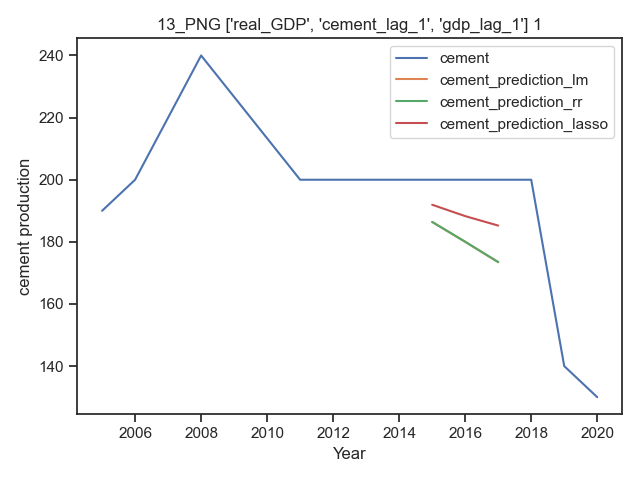 13_PNG ['real_GDP', 'cement_lag_1', 'gdp_lag_1'] 1
cement
cement_prediction_lm
cement_prediction_rr
cement_prediction_lasso
cement production
240
220
200
180
160
140
2006 2008 2010 2012 2014 2016 2018 2020
Year